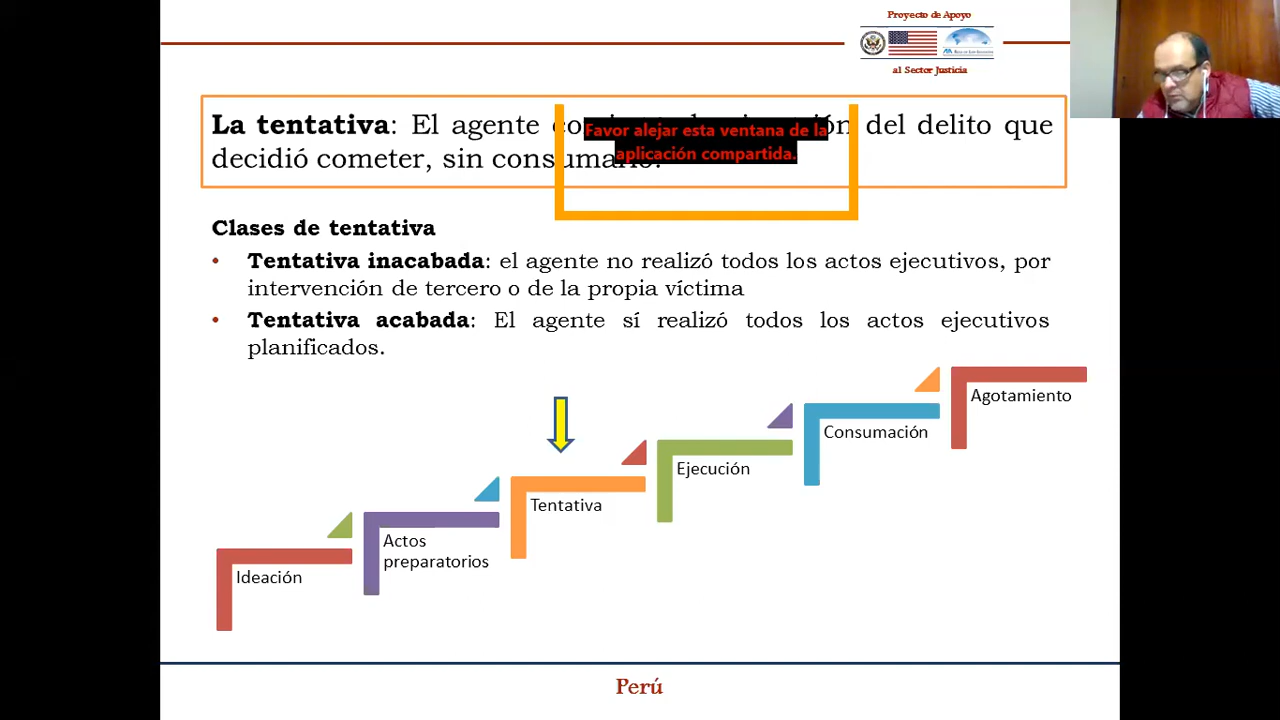 Proyecto de Apoyo
al Sector Justicia
La tentativa: El agente del delito que
decidió cometer, sin
Favor alejar esta ventana de la
aplicación compartida.
Clases de tentativa
• Tentativa inacabada: el agente no realizó todos los actos ejecutivos, por
intervención de tercero o de la propia víctima
• Tentativa acabada: El agente sí realizó todos los actos ejecutivos
planificados.
Agotamiento
Consumación
Ejecución
Tentativa
Actos
preparatorios
Ideación
Perú